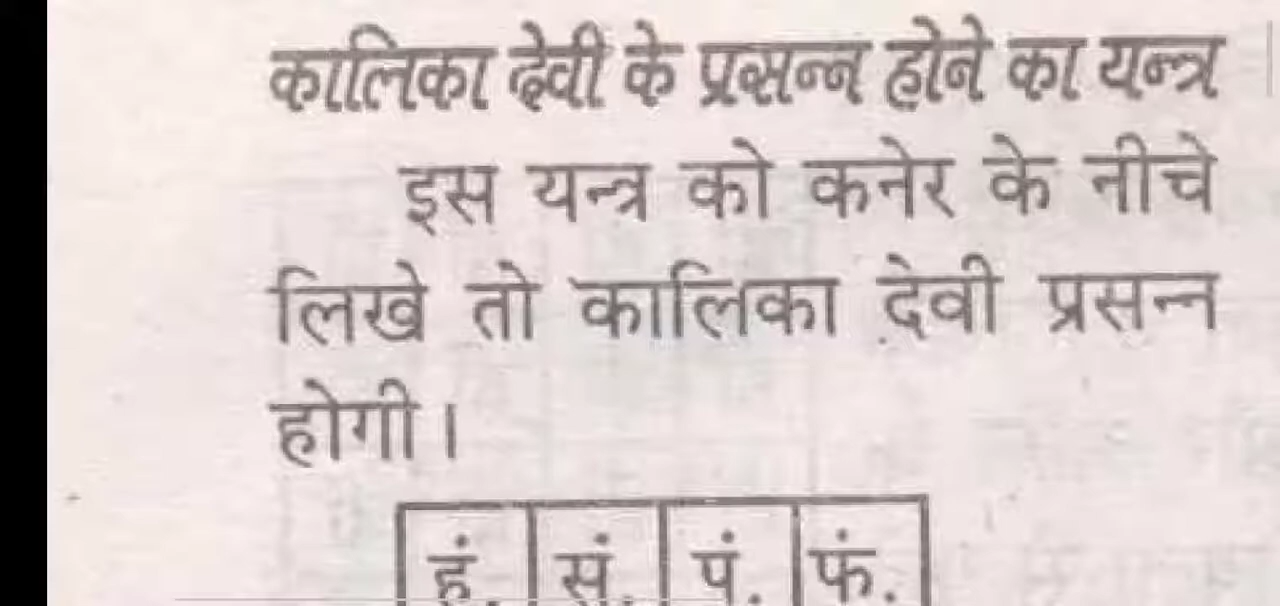 कालिका देवी के प्रसन्न होने का यन्त्र
इस यन्त्र को कनेर के नीचे
लिखे तो कालिका देवी प्रसन्न
होगी।
हं. सं. पं. फं.